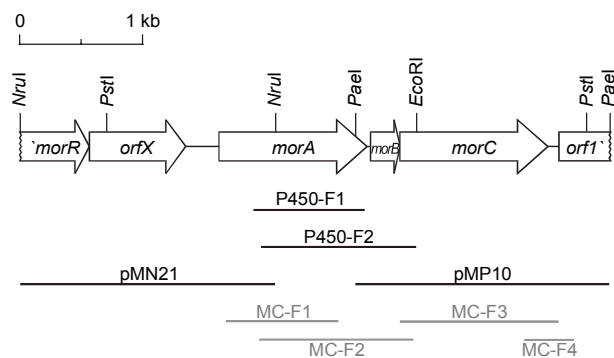 0 1 kb
NruI PstI NruI PaeI EcoRI PstI PaeI
`morR orfX morA morB morC orf1`
P450-F1
P450-F2
pMN21 pMP10
MC-F1 MC-F3
MC-F2 MC-F4